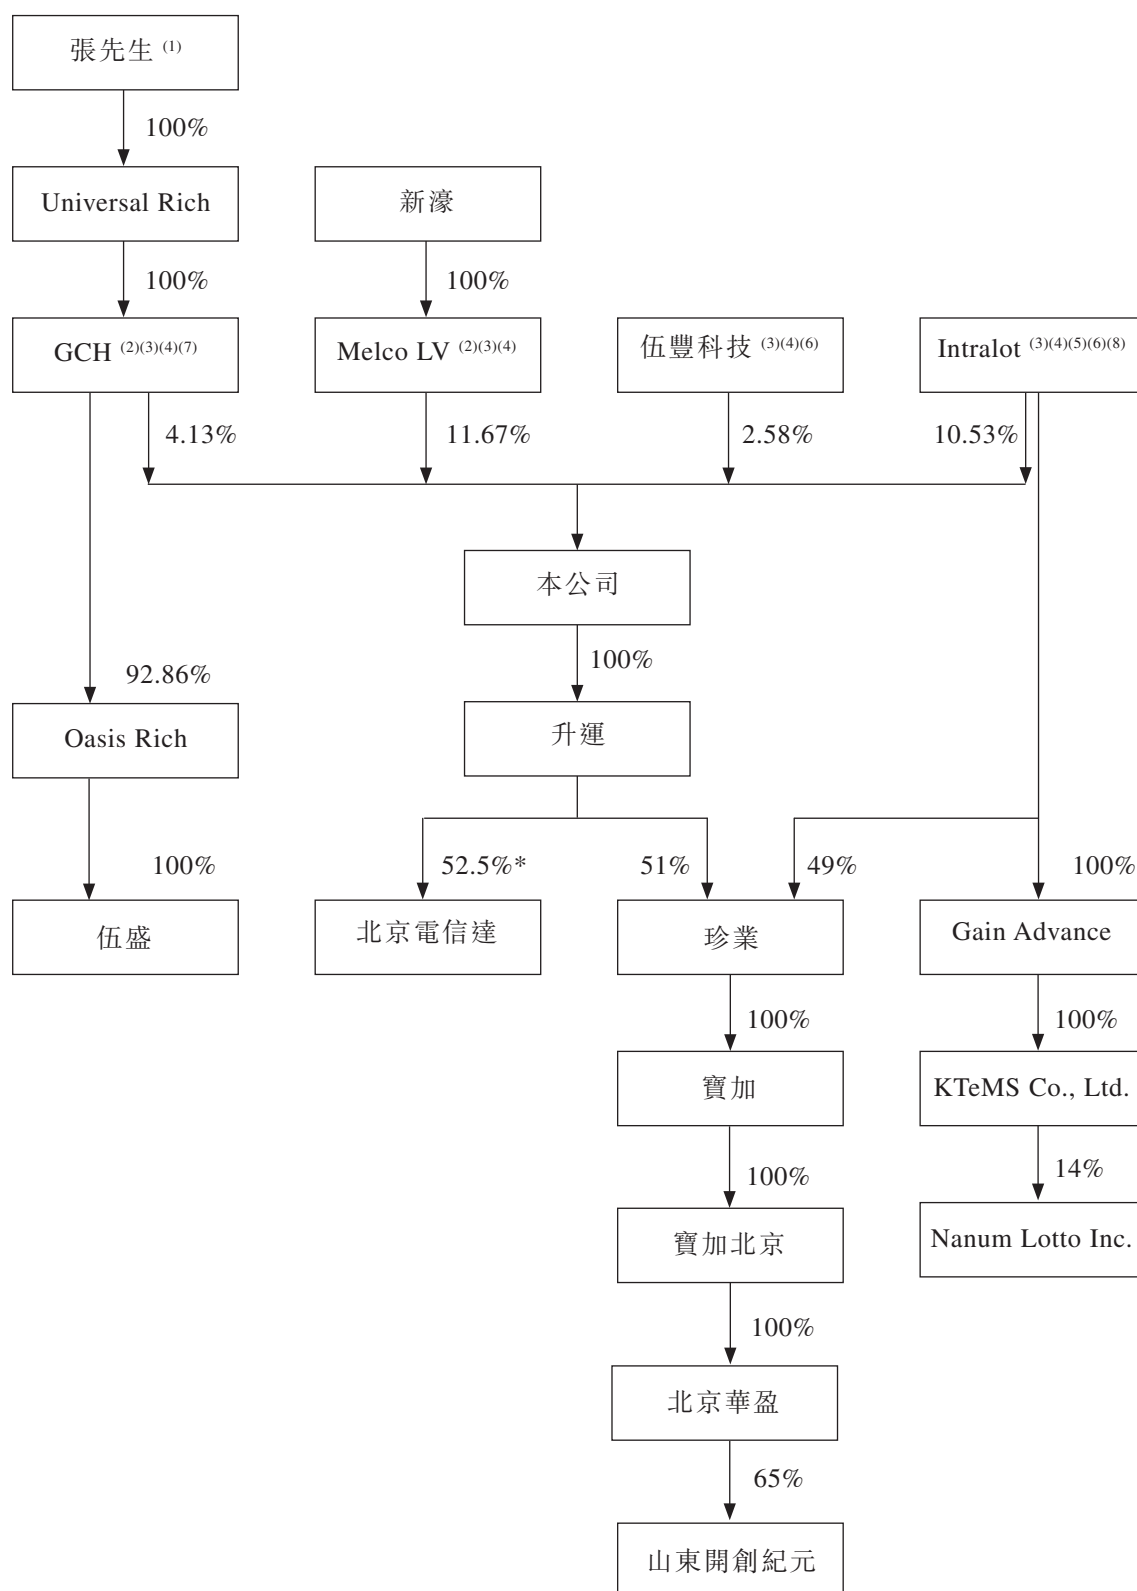 張先生 (1)
100%
Universal Rich
新濠
100%
100%
GCH (2)(3)(4)(7)
Melco LV (2)(3)(4)
伍豐科技 (3)(4)(6)
Intralot (3)(4)(5)(6)(8)
4.13%
11.67%
2.58%
10.53%
本公司
100%
92.86%
Oasis Rich
升運
100%
52.5%*
51%
49%
100%
伍盛
北京電信達
珍業
Gain Advance
100%
100%
寶加
KTeMS Co., Ltd.
100%
14%
寶加北京
Nanum Lotto Inc.
100%
北京華盈
65%
山東開創紀元